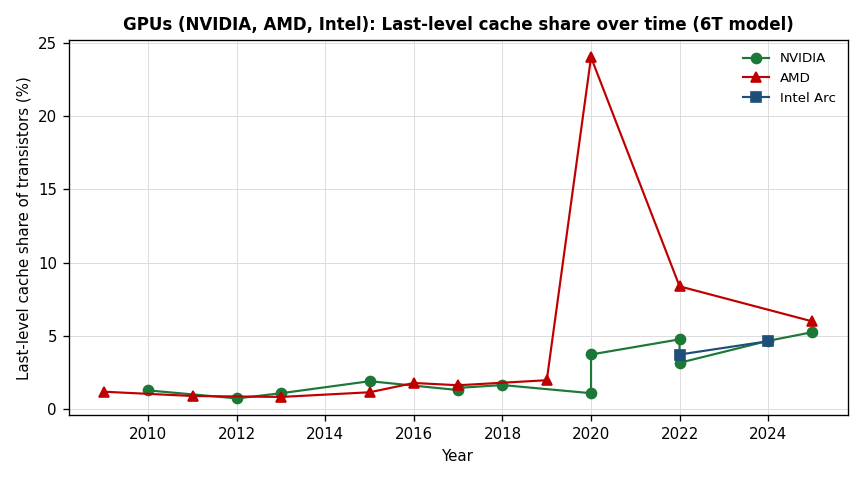 GPUs (NVIDIA, AMD, Intel): Last-level cache share over time (6T model)
Last-level cache share of transistors (%)
25
20
15
10
5
0
NVIDIA
AMD
Intel Arc
2010 2012 2014 2016 2018 2020 2022 2024
Year